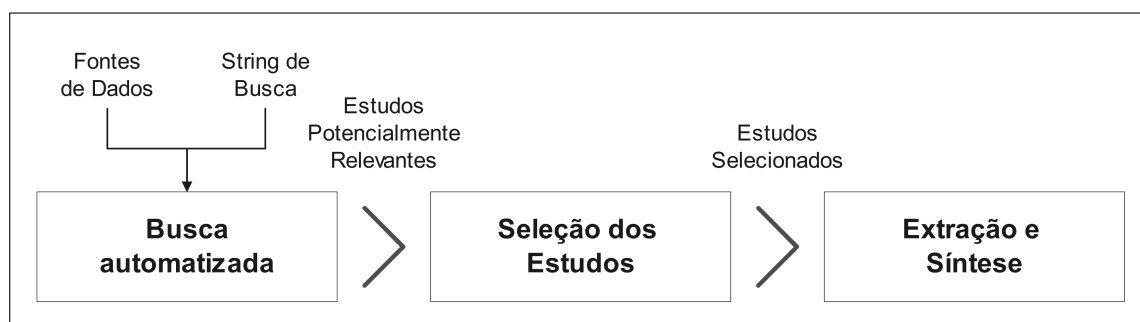 Fontes
de Dados
String de
Busca
Estudos
Potencialmente
Relevantes
Estudos
Selecionados
Busca
automatizada
Seleção dos
Estudos
Extração e
Síntese